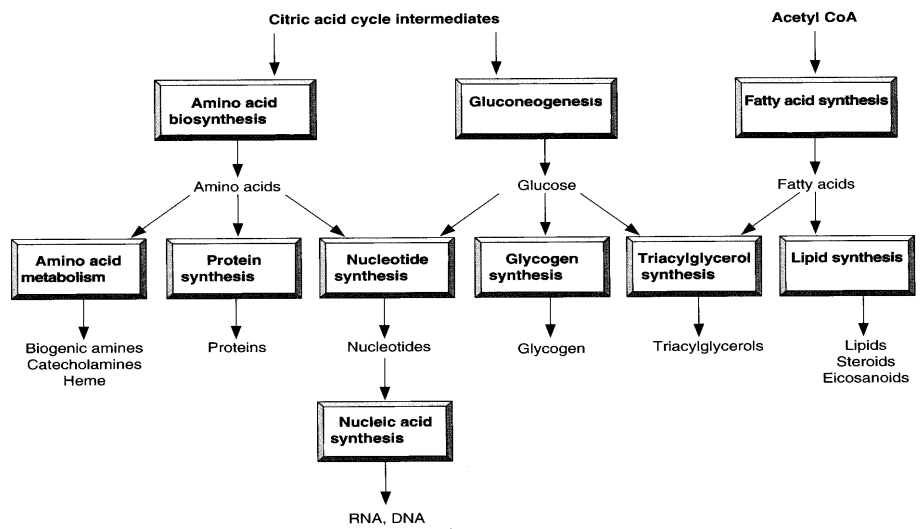 Citric acid cycle intermediates
Acetyl CoA
Amino acid
biosynthesis
Gluconeogenesis
Fatty acid synthesis
Amino acids
Glucose
Fatty acids
Amino acid
metabolism
Protein
synthesis
Nucleotide
synthesis
Glycogen
synthesis
Triacylglycerol
synthesis
Lipid synthesis
Biogenic amines
Catecholamines
Heme
Proteins
Nucleotides
Glycogen
Triacylglycerols
Lipids
Steroids
Eicosanoids
Nucleic acid
synthesis
RNA, DNA